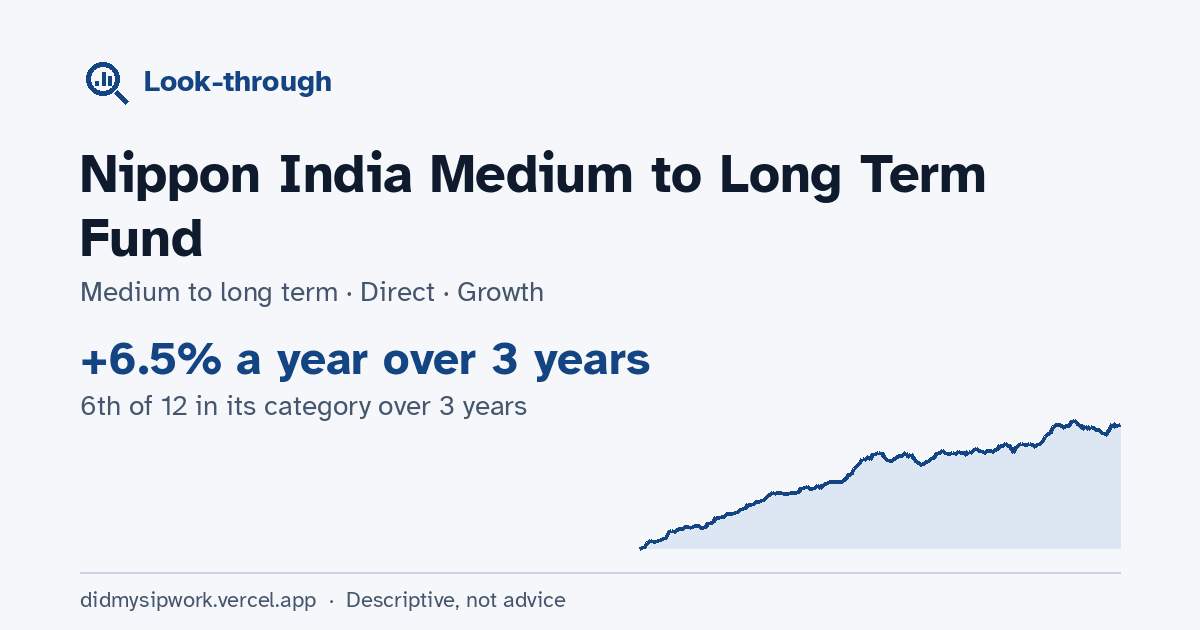 Look-through
Nippon India Medium to Long Term
Fund
Medium to long term · Direct · Growth
+6.5% a year over 3 years
6th of 12 in its category over 3 years
didmysipwork.vercel.app · Descriptive, not advice